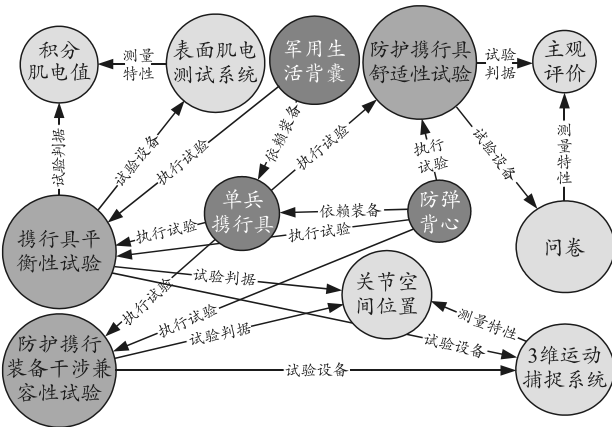 积分
肌电值
测量
特性
表面肌电
测试系统
军用生
活背囊
防护携行具
舒适性试验
试验
判据
主观
评价
试验判据
试验设备
执行试验
依赖装备
执行试验
执行
试验
试验设备
测量
特性
单兵
携行具
依赖装备
防弹
背心
携行具平
衡性试验
执行试验
执行试验
问卷
试验判据
关节空
间位置
执行试验
执行试验
试验判据
测量特性
试验设备
防护携行
装备干涉兼
容性试验
试验设备
3维运动
捕捉系统